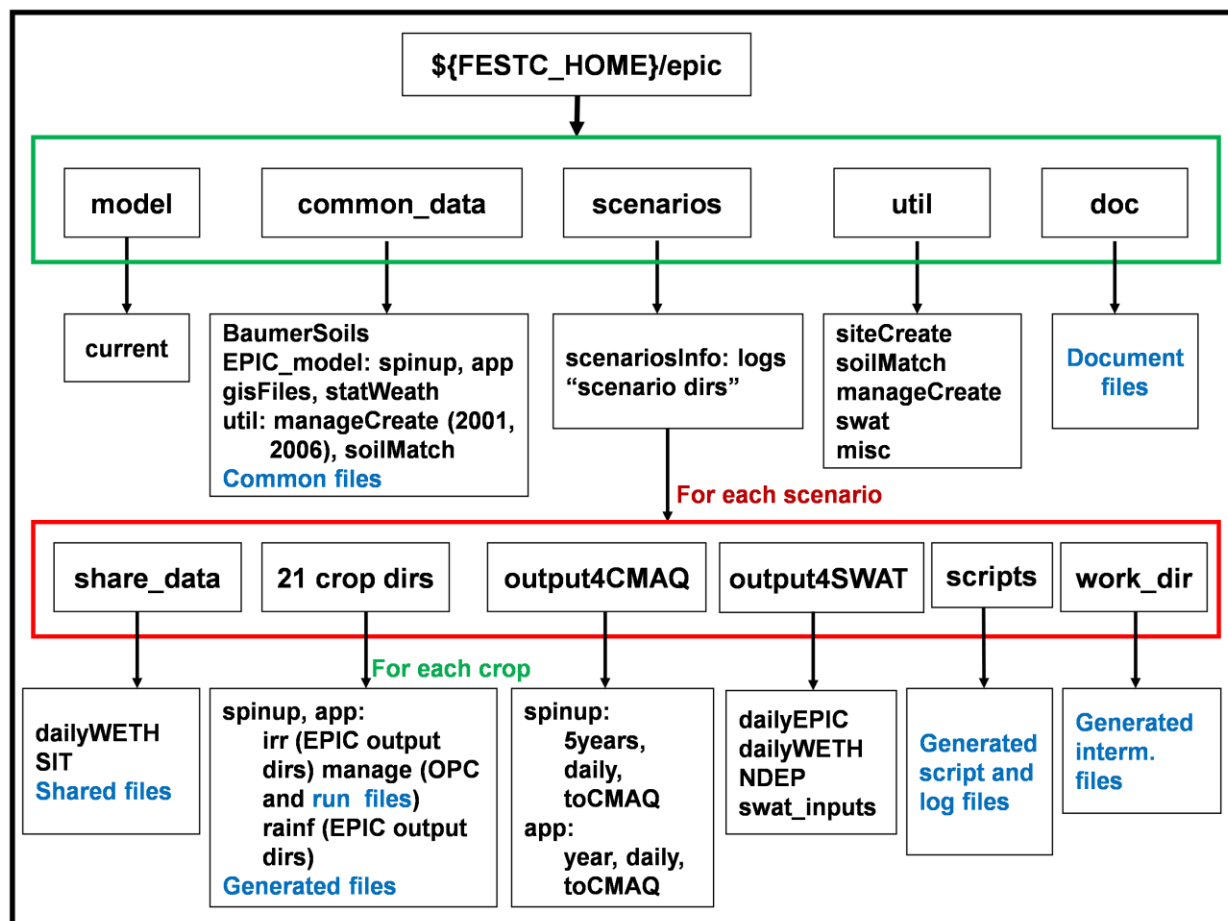 ${FESTC_HOME}/epic
model
common_data
scenarios
util
doc
current
BaumerSoils
EPIC_model: spinup, app
gisFiles, statWeath
util: manageCreate (2001,
2006), soilMatch
Common files
scenariosInfo: logs
“scenario dirs”
siteCreate
soilMatch
manageCreate
swat
misc
Document
files
For each scenario
share_data
21 crop dirs
output4CMAQ
output4SWAT
scripts
work_dir
For each crop
dailyWETH
SIT
Shared files
spinup, app:
irr (EPIC output
dirs) manage (OPC
and run files)
rainf (EPIC output
dirs)
Generated files
spinup:
5years,
daily,
toCMAQ
app:
year, daily,
toCMAQ
dailyEPIC
dailyWETH
NDEP
swat_inputs
Generated
script and
log files
Generated
interm.
files